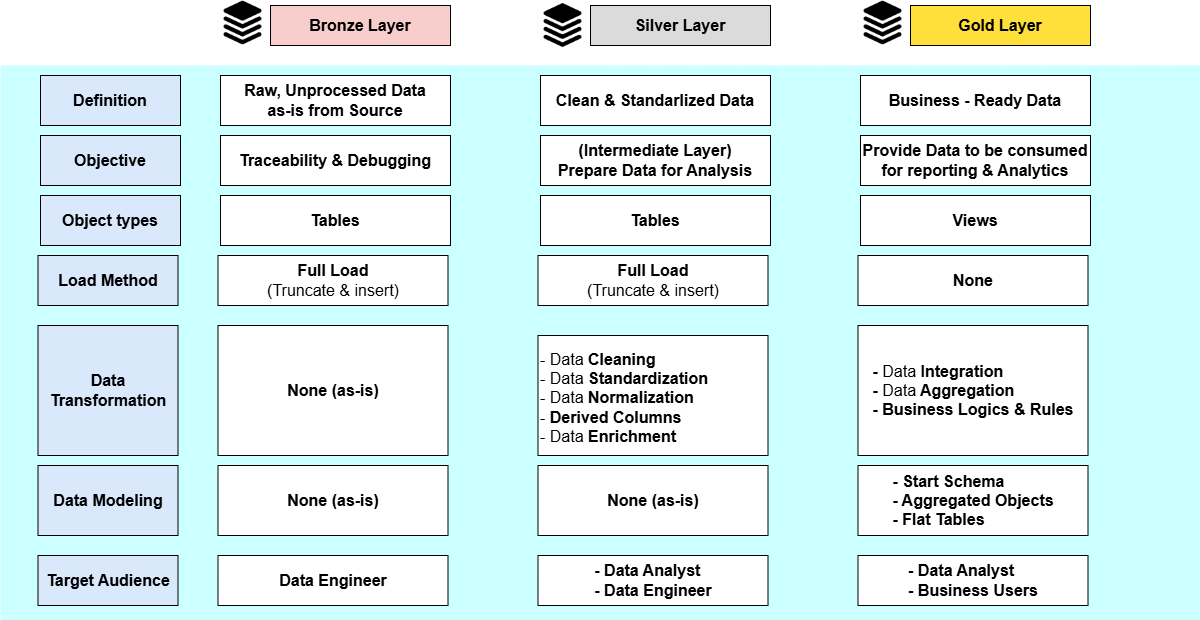 Bronze Layer
Silver Layer
Gold Layer
Definition
Raw, Unprocessed Data
as-is from Source
Clean & Standarlized Data
Business - Ready Data
Objective
Traceability & Debugging
(Intermediate Layer)
Prepare Data for Analysis
Provide Data to be consumed
for reporting & Analytics
Object types
Tables
Tables
Views
Load Method
Full Load
(Truncate & insert)
Full Load
(Truncate & insert)
None
Data
Transformation
None (as-is)
- Data Cleaning
- Data Standardization
- Data Normalization
- Derived Columns
- Data Enrichment
- Data Integration
- Data Aggregation
- Business Logics & Rules
Data Modeling
None (as-is)
None (as-is)
- Start Schema
- Aggregated Objects
- Flat Tables
Target Audience
Data Engineer
- Data Analyst
- Data Engineer
- Data Analyst
- Business Users